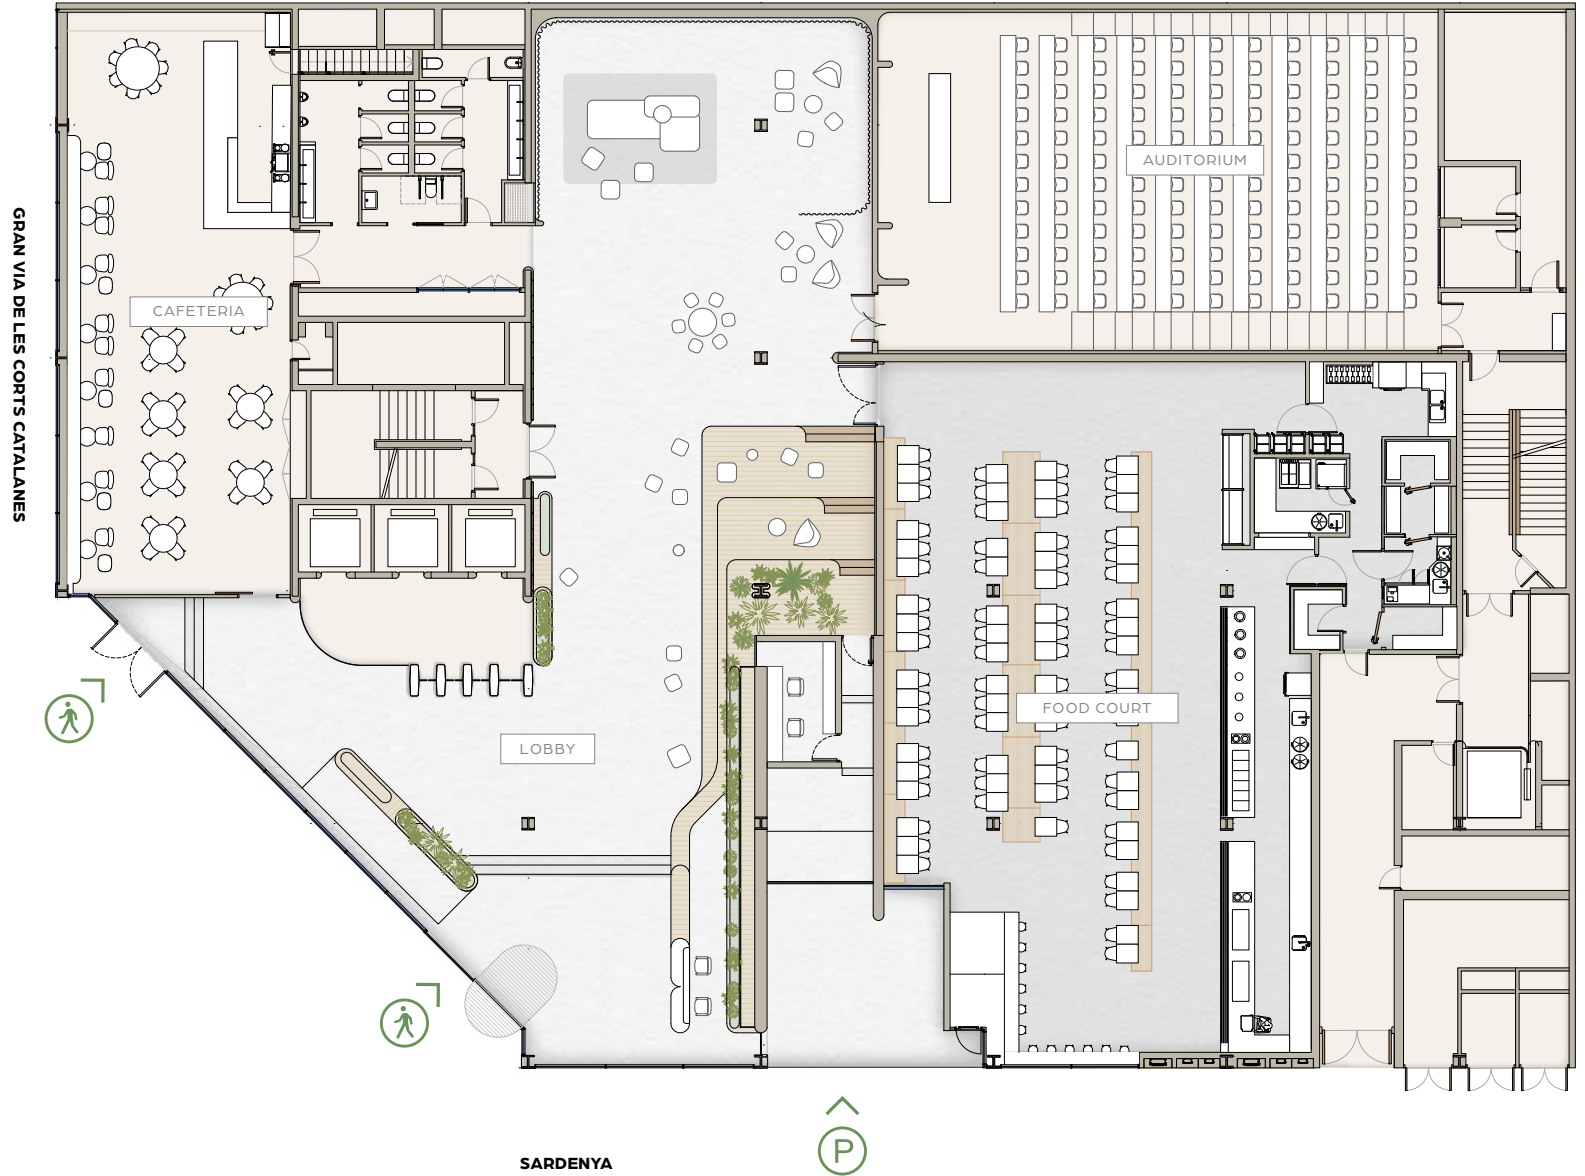 AUDITORIUM
CAFETERIA
GRAN VIA DE LES CORTS CATALANES
FOOD COURT
LOBBY
P
SARDENYA